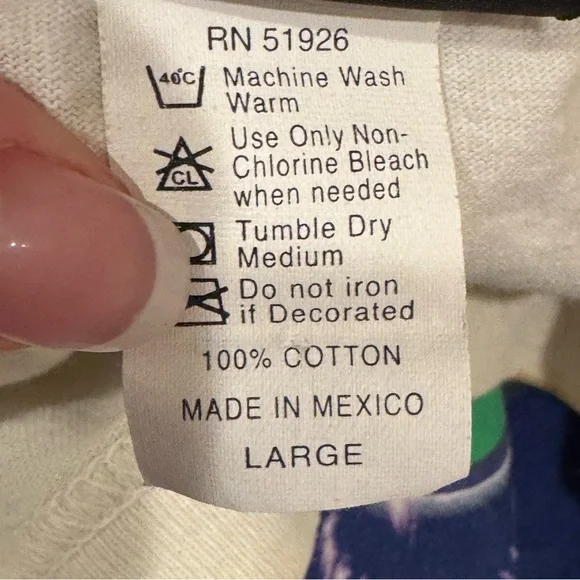 RN 51926
40°C Machine Wash
Warm
Use Only Non-
Chlorine Bleach
CL
when needed
Tumble Dry
Medium
Do not iron
if Decorated
100% COTTON
MADE IN MEXICO
LARGE